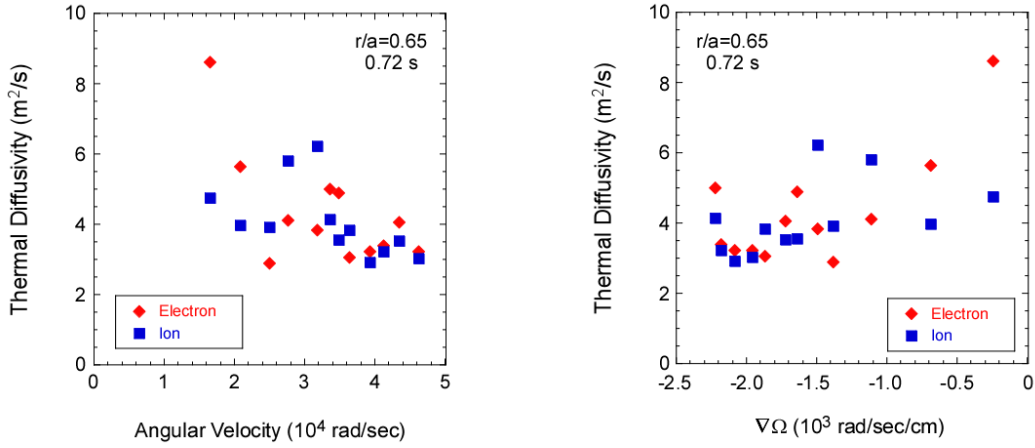 10
8
6
4
2
0
Thermal Diffusivity (m²/s)
r/a=0.65
0.72 s
Electron
Ion
0 1 2 3 4 5
Angular Velocity (10⁴ rad/sec)
10
8
6
4
2
0
Thermal Diffusivity (m²/s)
r/a=0.65
0.72 s
Electron
Ion
-2.5 -2.0 -1.5 -1.0 -0.5 0
∇Ω (10³ rad/sec/cm)